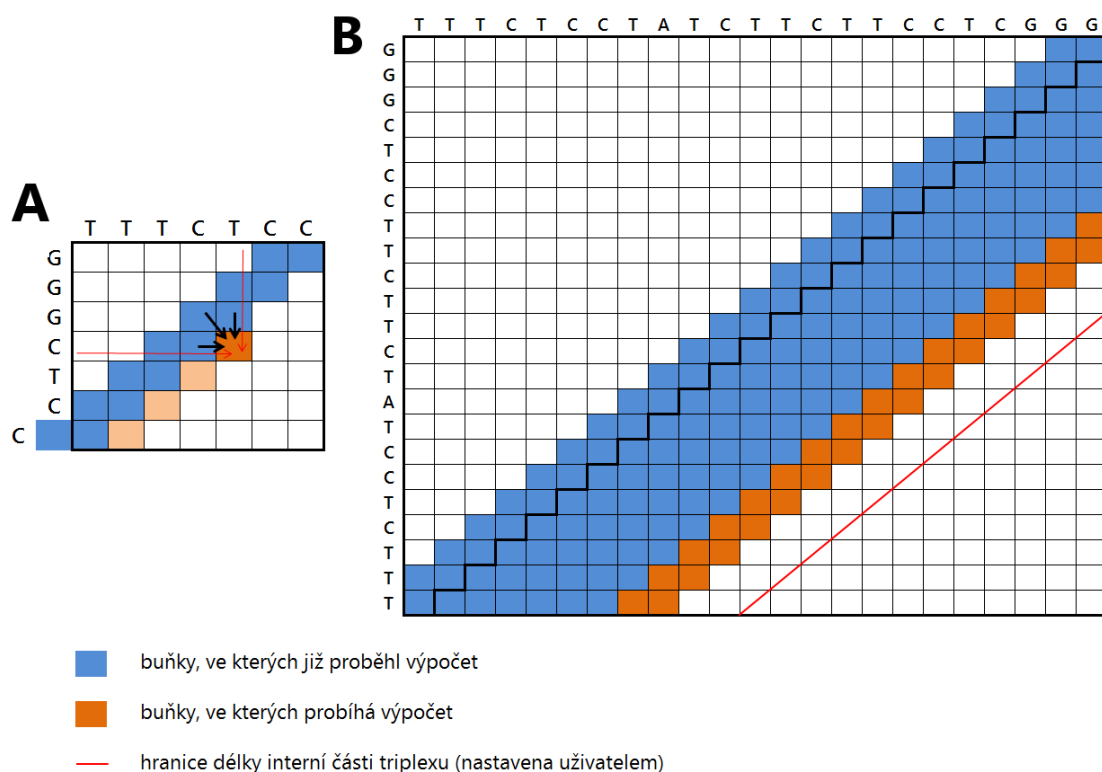 A
T T T C T C C
G
G
G
C
T
C
C
B
T T T C T C C T A T C T T C T T C C T C G G G
G
G
G
C
T
C
C
T
T
C
T
T
C
T
A
T
C
C
T
C
T
T
T
buňky, ve kterých již proběhl výpočet
buňky, ve kterých probíhá výpočet
hranice délky interní části triplexu (nastavena uživatelem)